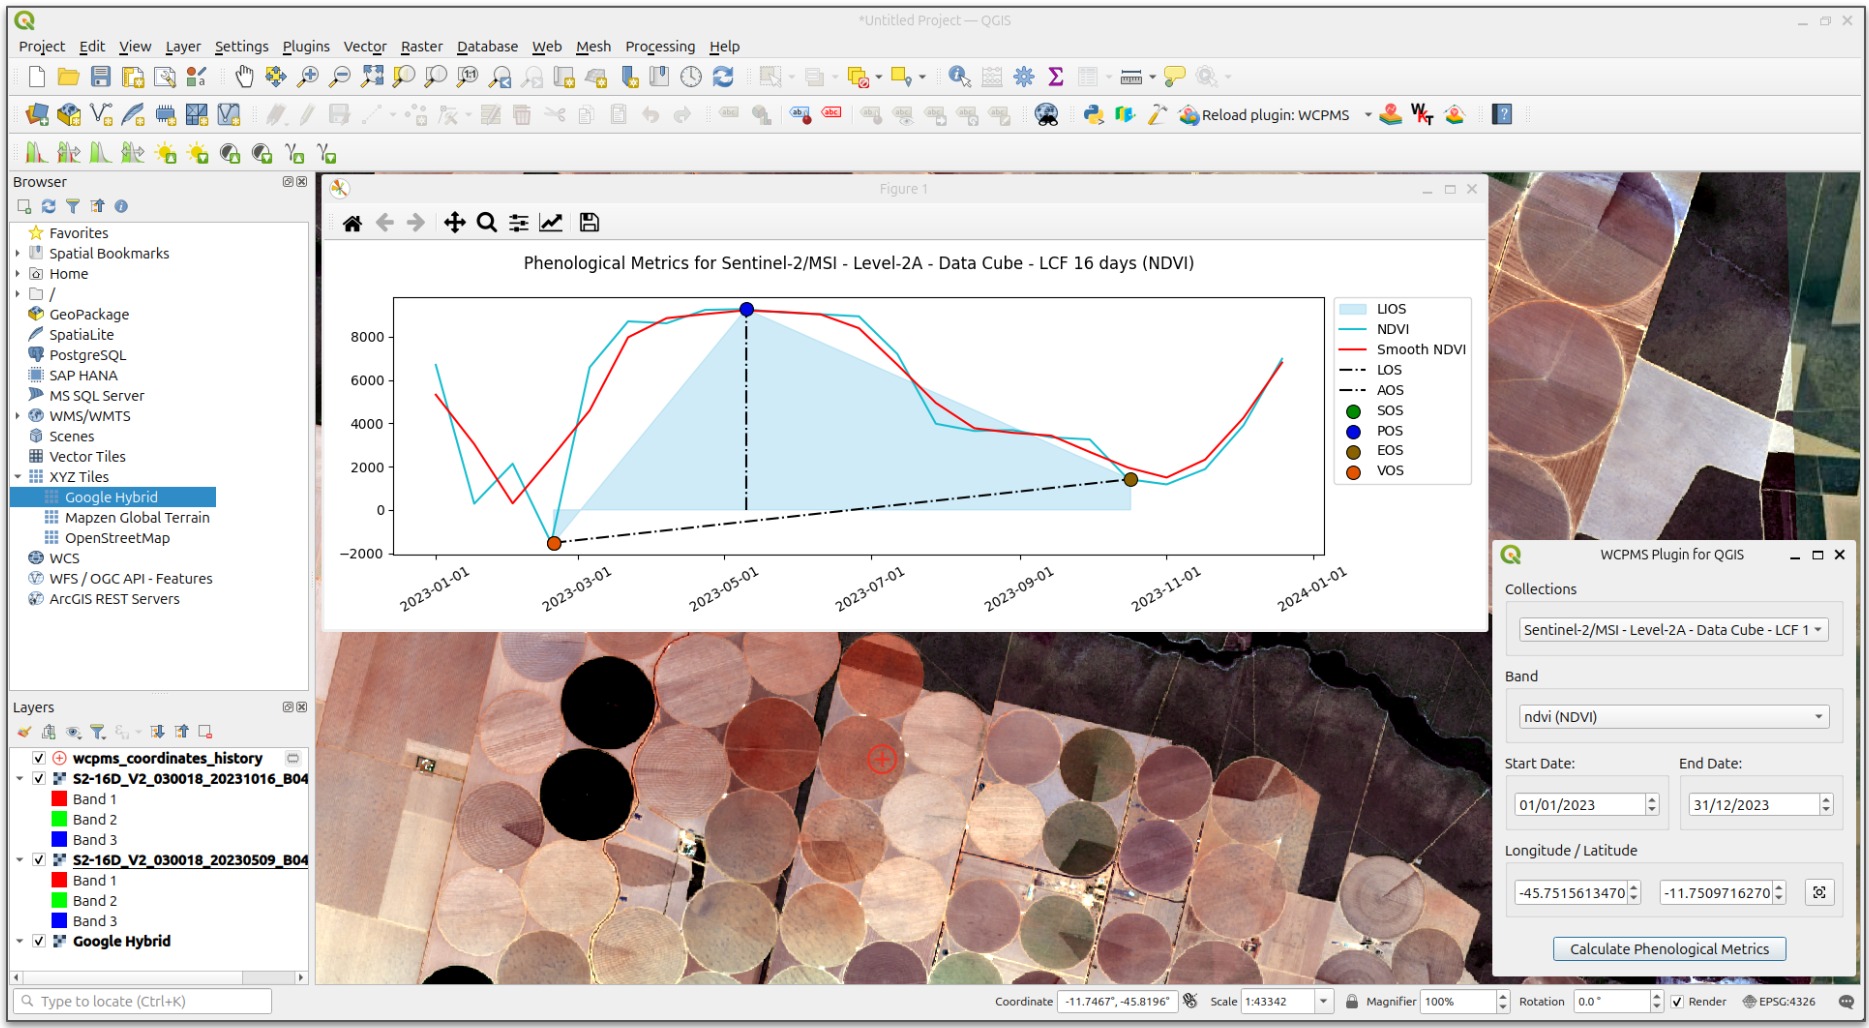 *Untitled Project — QGIS
Project Edit View Layer Settings Plugins Vector Raster Database Web Mesh Processing Help
Reload plugin: WCPMS
Browser
Favorites
Spatial Bookmarks
Home
/
GeoPackage
SpatiaLite
PostgreSQL
SAP HANA
MS SQL Server
WMS/WMTS
Scenes
Vector Tiles
XYZ Tiles
Google Hybrid
Mapzen Global Terrain
OpenStreetMap
WCS
WFS / OGC API - Features
ArcGIS REST Servers
Figure 1
Phenological Metrics for Sentinel-2/MSI - Level-2A - Data Cube - LCF 16 days (NDVI)
8000
6000
4000
2000
0
−2000
2023-01-01 2023-03-01 2023-05-01 2023-07-01 2023-09-01 2023-11-01 2024-01-01
LIOS
NDVI
Smooth NDVI
LOS
AOS
SOS
POS
EOS
VOS
WCPMS Plugin for QGIS
Collections
Sentinel-2/MSI - Level-2A - Data Cube - LCF 1
Band
ndvi (NDVI)
Start Date: End Date:
01/01/2023 31/12/2023
Longitude / Latitude
-45.7515613470 -11.7509716270
Calculate Phenological Metrics
Layers
wcpms_coordinates_history
S2-16D_V2_030018_20231016_B04
Band 1
Band 2
Band 3
S2-16D_V2_030018_20230509_B04
Band 1
Band 2
Band 3
Google Hybrid
Type to locate (Ctrl+K)
Coordinate -11.7467°, -45.8196° Scale 1:43342 Magnifier 100% Rotation 0.0 ° Render EPSG:4326